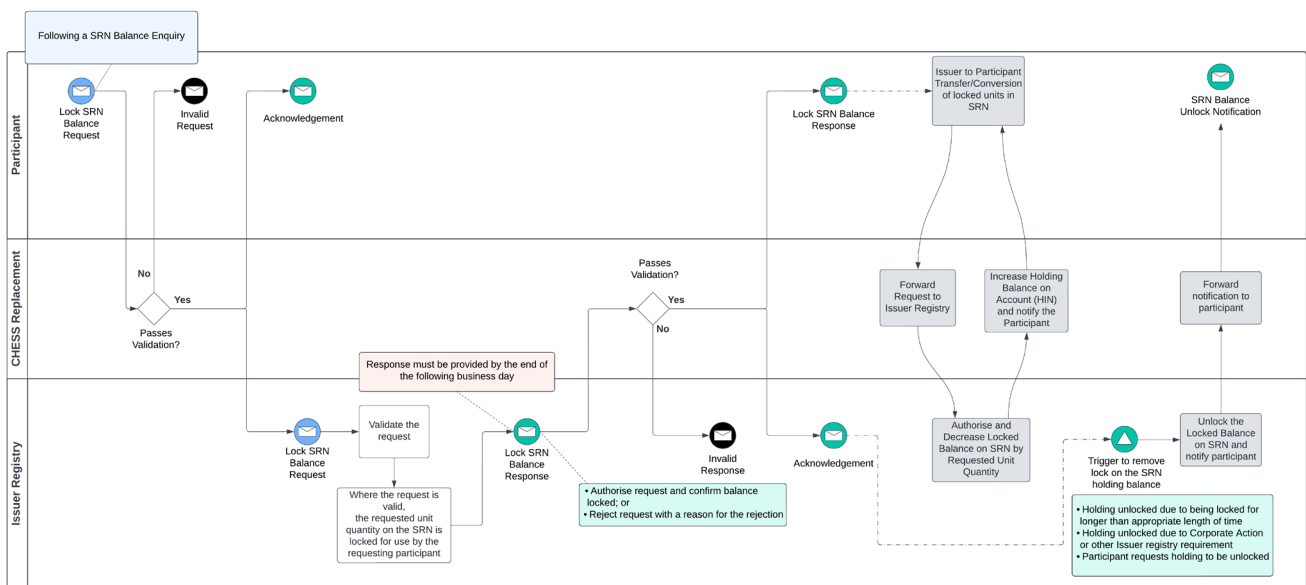 Following a SRN Balance Enquiry
Participant
Lock SRN
Balance
Request
Invalid
Request
Acknowledgement
Lock SRN Balance
Response
Issuer to Participant
Transfer/Conversion
of locked units in
SRN
SRN Balance
Unlock Notification
CHESS Replacement
No
Yes
Passes
Validation?
Passes
Validation?
Yes
No
Forward
Request to
Issuer Registry
Increase Holding
Balance on
Account (HIN)
and notify the
Participant
Forward
notification to
participant
Issuer Registry
Response must be provided by the end of
the following business day
Lock SRN
Balance
Request
Validate the
request
Where the request is
valid,
the requested unit
quantity on the SRN is
locked for use by the
requesting participant
Lock SRN
Balance
Response
• Authorise request and confirm balance
locked; or
• Reject request with a reason for the rejection
Invalid
Response
Acknowledgement
Authorise and
Decrease Locked
Balance on SRN by
Requested Unit
Quantity
Trigger to remove
lock on the SRN
holding balance
Unlock the
Locked Balance
on SRN and
notify participant
• Holding unlocked due to being locked for
longer than appropriate length of time
• Holding unlocked due to Corporate Action
or other Issuer registry requirement
• Participant requests holding to be unlocked